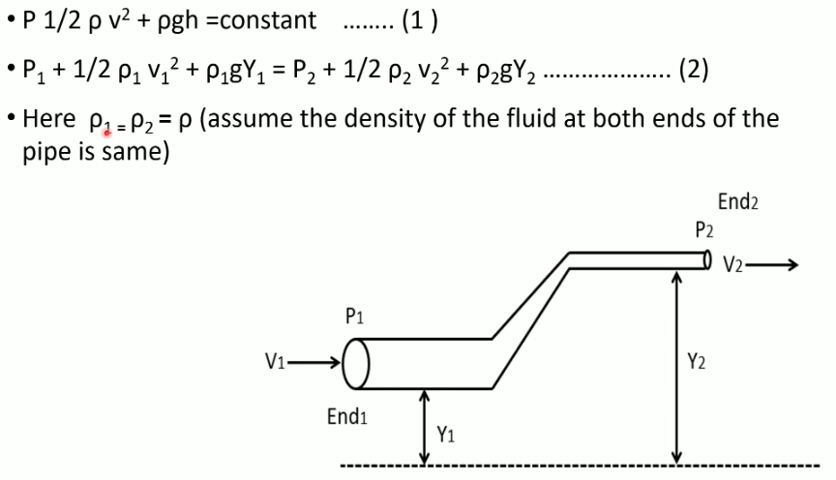 • P 1/2 ρ v² + ρgh =constant ........ (1 )
• P₁ + 1/2 ρ₁ v₁² + ρ₁gY₁ = P₂ + 1/2 ρ₂ v₂² + ρ₂gY₂ .................... (2)
• Here ρ₁ ₌ ρ₂ = ρ (assume the density of the fluid at both ends of the
pipe is same)
End2
P2
V2
P1
V1
Y2
End1
Y1